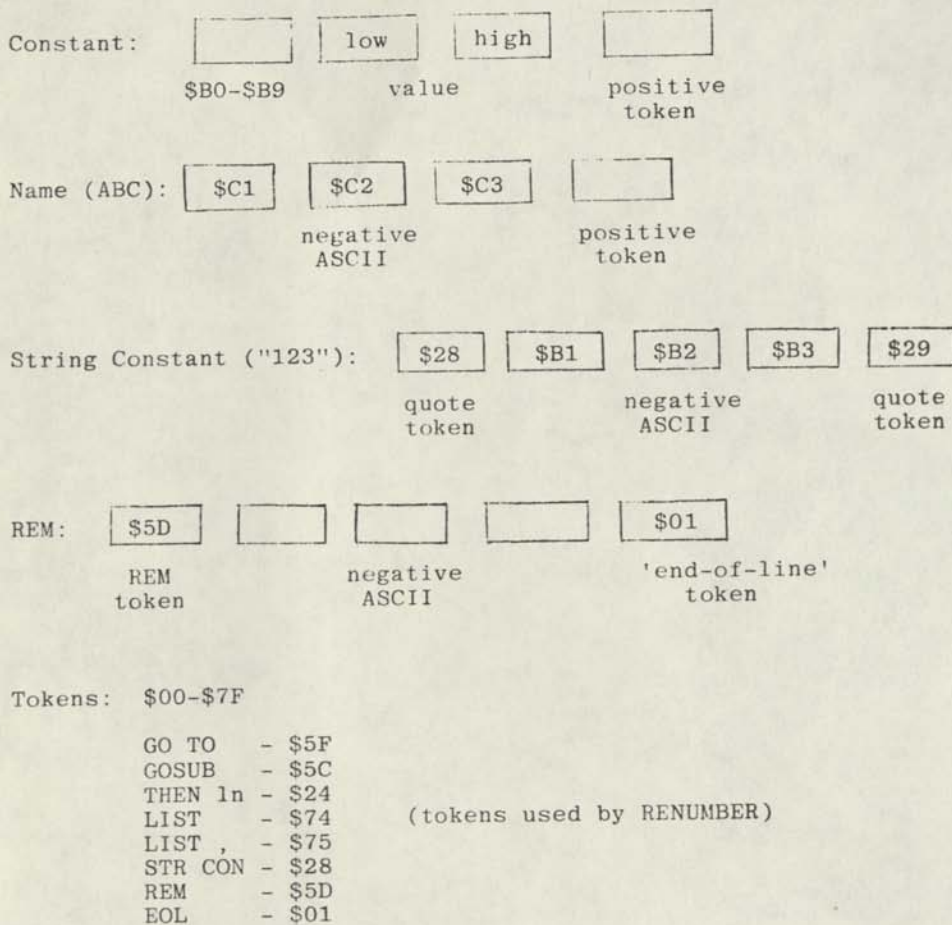 Constant: low high
$B0-$B9 value positive
token
Name (ABC): $C1 $C2 $C3
negative positive
ASCII token
String Constant ("123"): $28 $B1 $B2 $B3 $29
quote negative quote
token ASCII token
REM: $5D $01
REM negative 'end-of-line'
token ASCII token
Tokens: $00-$7F
GO TO - $5F
GOSUB - $5C
THEN ln - $24
LIST - $74 (tokens used by RENUMBER)
LIST , - $75
STR CON - $28
REM - $5D
EOL - $01